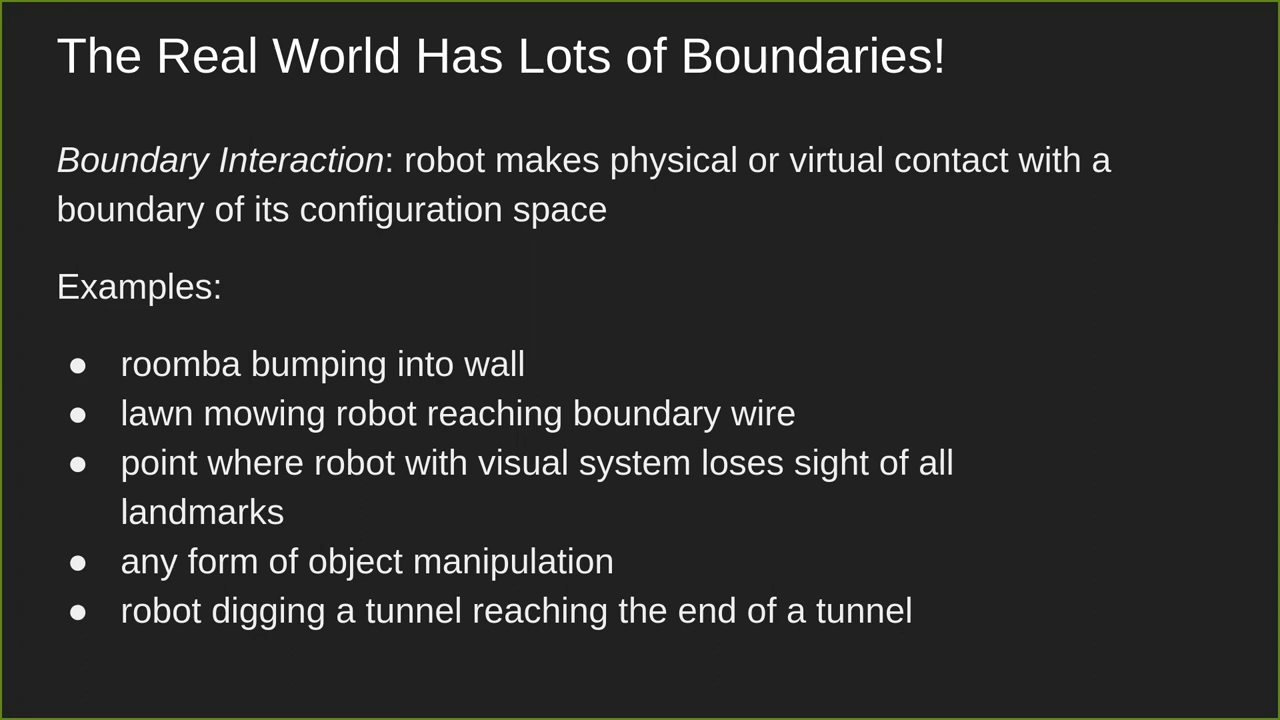 The Real World Has Lots of Boundaries!
Boundary Interaction: robot makes physical or virtual contact with a
boundary of its configuration space
Examples:
● roomba bumping into wall
● lawn mowing robot reaching boundary wire
● point where robot with visual system loses sight of all
landmarks
● any form of object manipulation
● robot digging a tunnel reaching the end of a tunnel